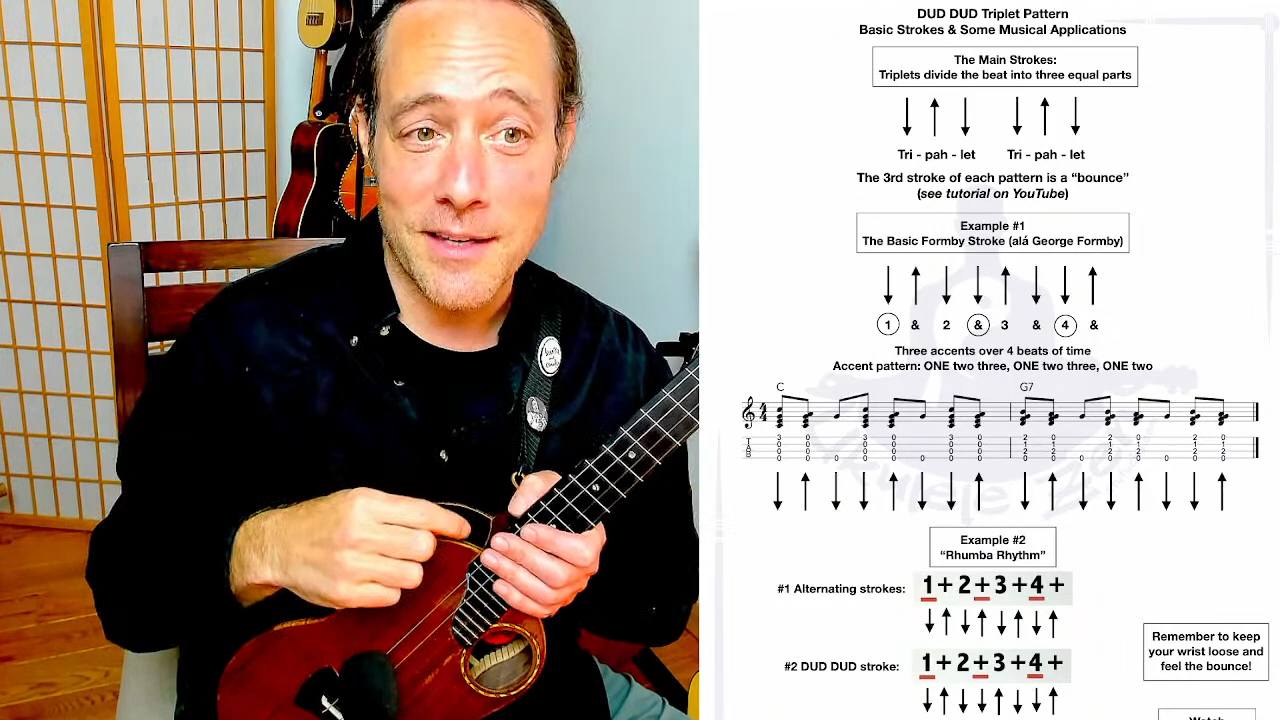 DUD DUD Triplet Pattern
Basic Strokes & Some Musical Applications
The Main Strokes:
Triplets divide the beat into three equal parts
Tri - pah - let Tri - pah - let
The 3rd stroke of each pattern is a “bounce”
(see tutorial on YouTube)
Example #1
The Basic Formby Stroke (alá George Formby)
1 & 2 & 3 & 4 &
Three accents over 4 beats of time
Accent pattern: ONE two three, ONE two three, ONE two
C G7
4
4
T
A
B
Example #2
“Rhumba Rhythm”
#1 Alternating strokes: 1+2+3+4+
#2 DUD DUD stroke: 1+2+3+4+
Remember to keep
your wrist loose and
feel the bounce!
Watch